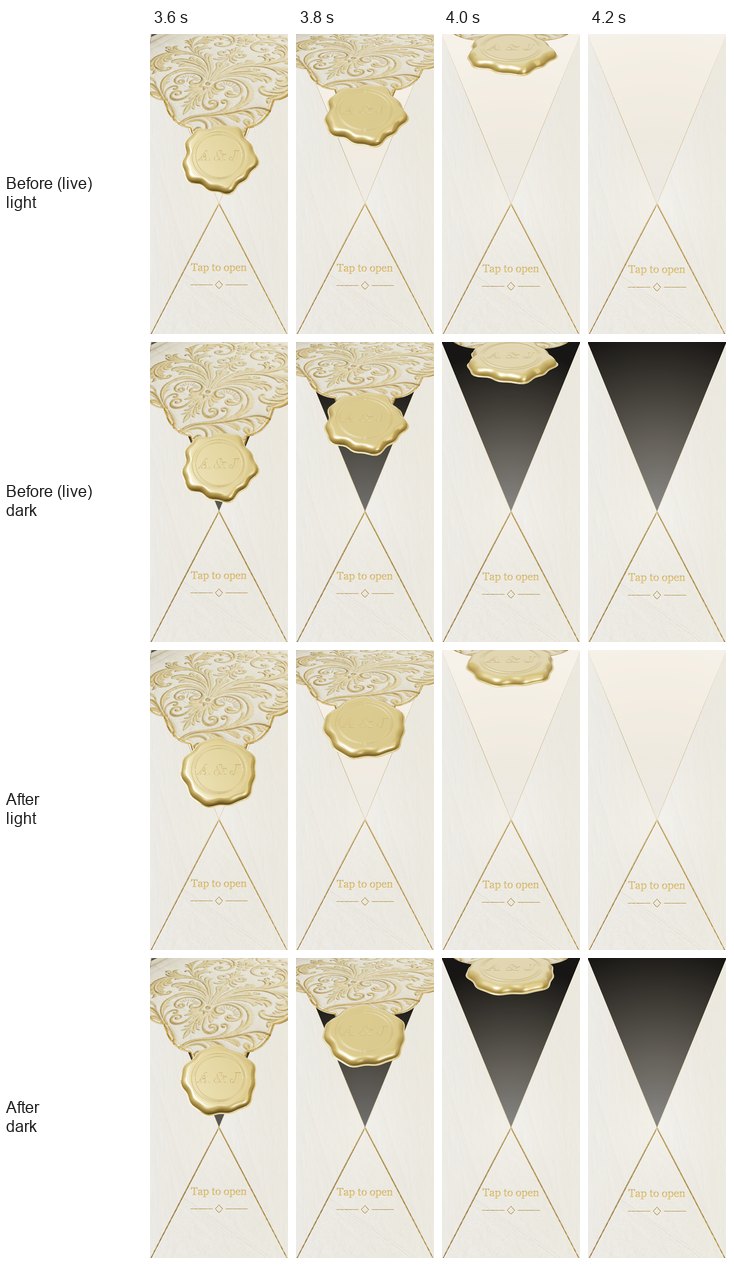 3.6 s 3.8 s 4.0 s 4.2 s
Before (live)
light
A & J A & J A & J
Tap to open Tap to open Tap to open Tap to open
Before (live)
dark
A & J A & J A & J
Tap to open Tap to open Tap to open Tap to open
After
light
A & J A & J A & J
Tap to open Tap to open Tap to open Tap to open
After
dark
A & J A & J A & J
Tap to open Tap to open Tap to open Tap to open